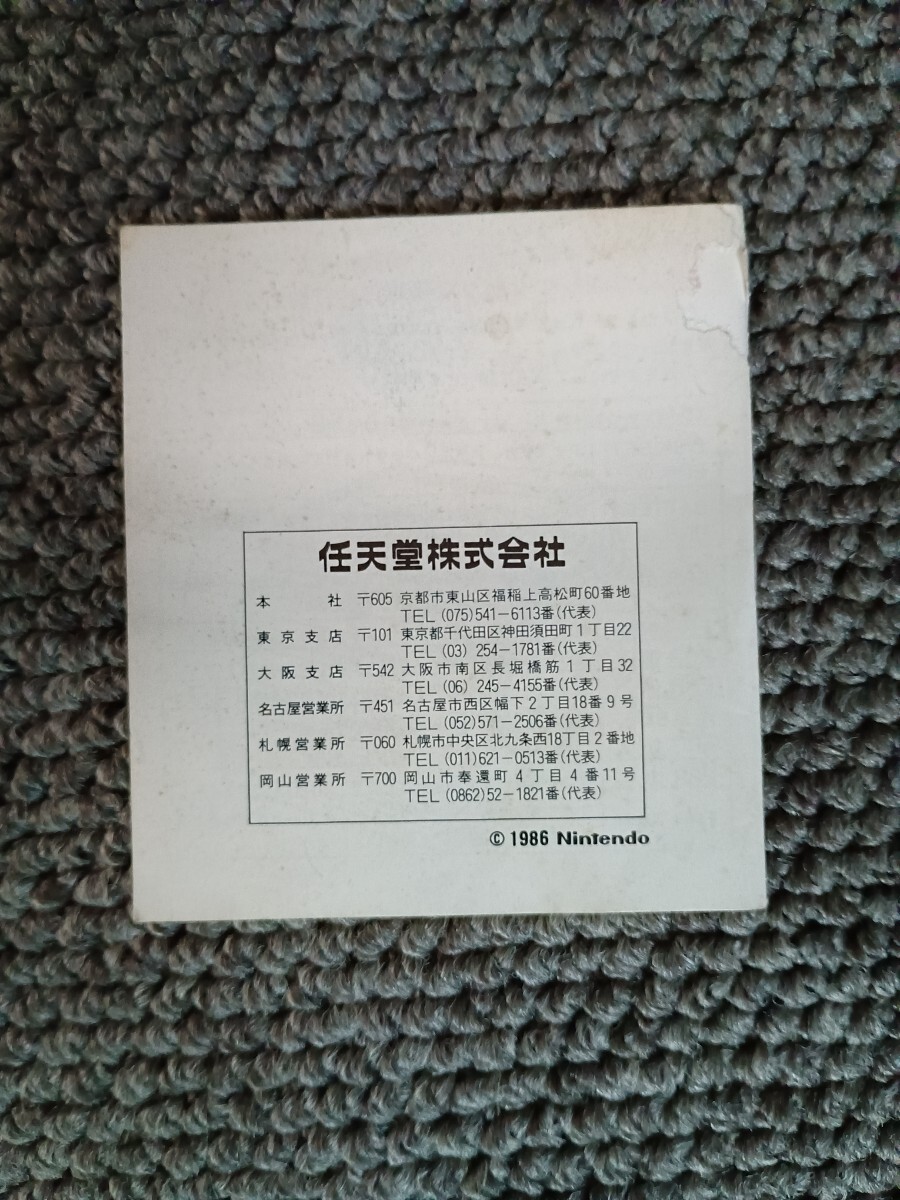 任天堂株式会社
本社 〒605 京都市東山区福稲上高松町60番地
TEL (075)541-6113番(代表)
東京支店 〒101 東京都千代田区神田須田町1丁目22
TEL (03) 254-1781番(代表)
大阪支店 〒542 大阪市南区長堀橋筋1丁目32
TEL (06) 245-4155番(代表)
名古屋営業所 〒451 名古屋市西区幅下2丁目18番9号
TEL (052)571-2506番(代表)
札幌営業所 〒060 札幌市中央区北九条西18丁目2番地
TEL (011)621-0513番(代表)
岡山営業所 〒700 岡山市奉還町4丁目4番11号
TEL (0862)52-1821番(代表)
© 1986 Nintendo